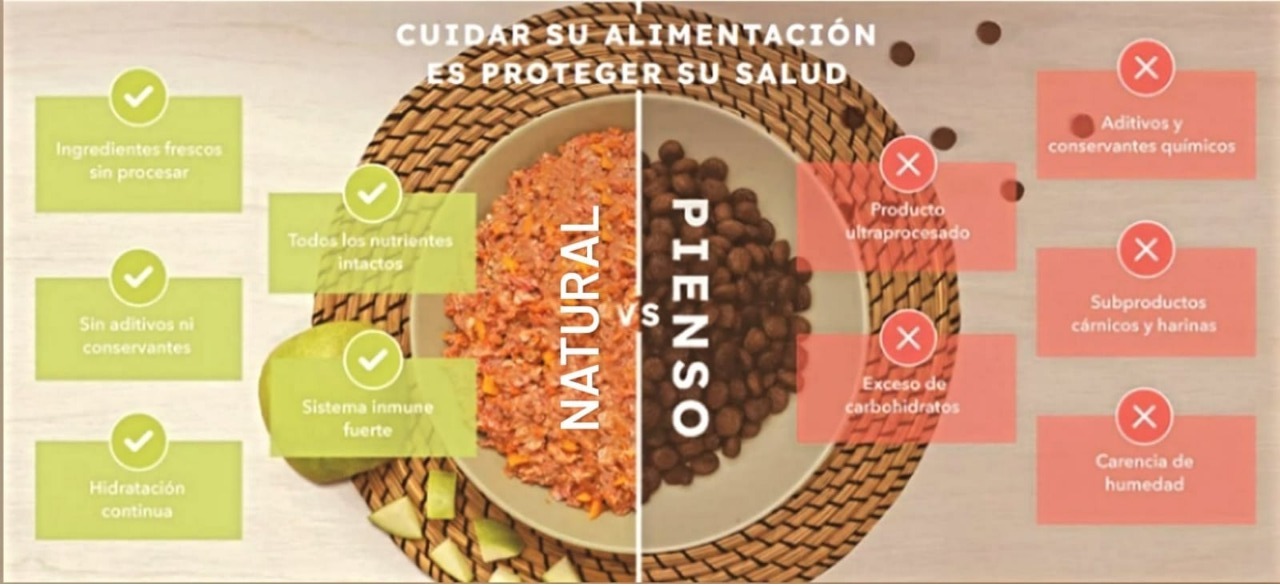 CUIDAR SU ALIMENTACIÓN
ES PROTEGER SU SALUD
Ingredientes frescos
sin procesar
Todos los nutrientes
intactos
Sin aditivos ni
conservantes
Sistema inmune
fuerte
Hidratación
continua
NATURAL
VS
PIENSO
Aditivos y
conservantes químicos
Producto
ultraprocesado
Subproductos
cárnicos y harinas
Exceso de
carbohidratos
Carencia de
humedad